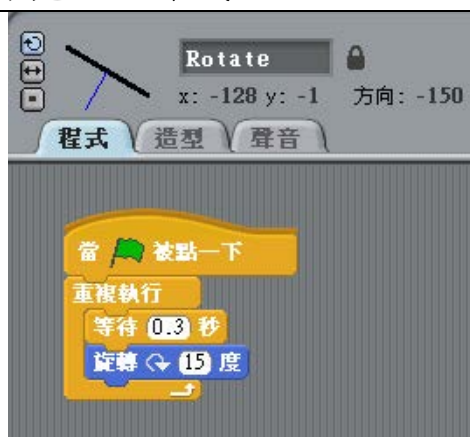 Rotate
x: -128 y: -1 方向: -150
程式 造型 聲音
當 被點一下
重複執行
等待 0.3 秒
旋轉 15 度